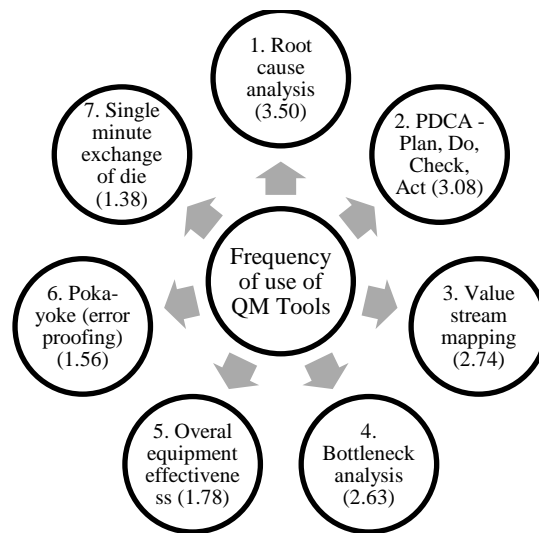 1. Root
cause
analysis
(3.50)
2. PDCA -
Plan, Do,
Check,
Act (3.08)
3. Value
stream
mapping
(2.74)
4.
Bottleneck
analysis
(2.63)
5. Overal
equipment
effectivene
ss (1.78)
6. Poka-
yoke (error
proofing)
(1.56)
7. Single
minute
exchange
of die
(1.38)
Frequency
of use of
QM Tools